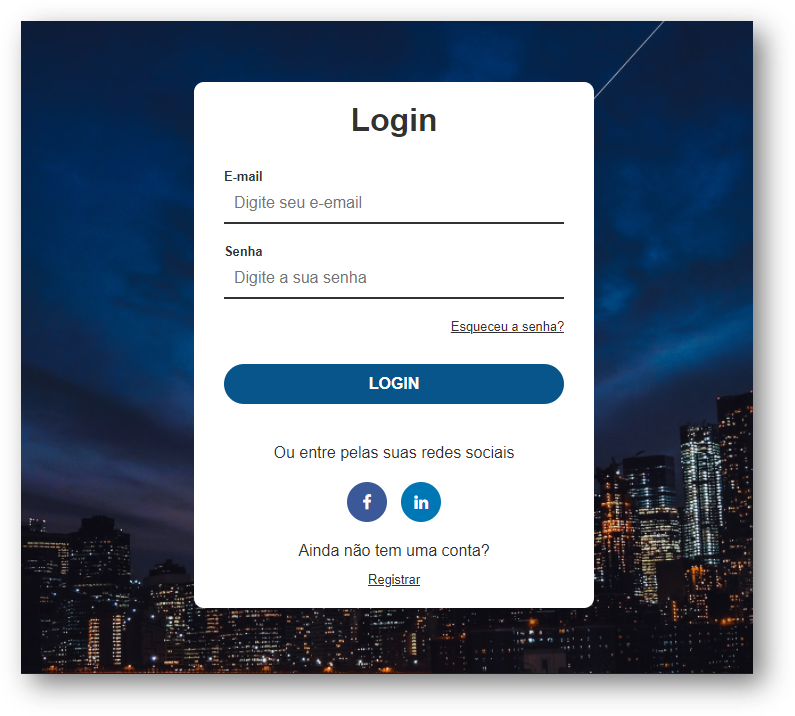 Login
E-mail
Digite seu e-email
Senha
Digite a sua senha
Esqueceu a senha?
LOGIN
Ou entre pelas suas redes sociais
f in
Ainda não tem uma conta?
Registrar